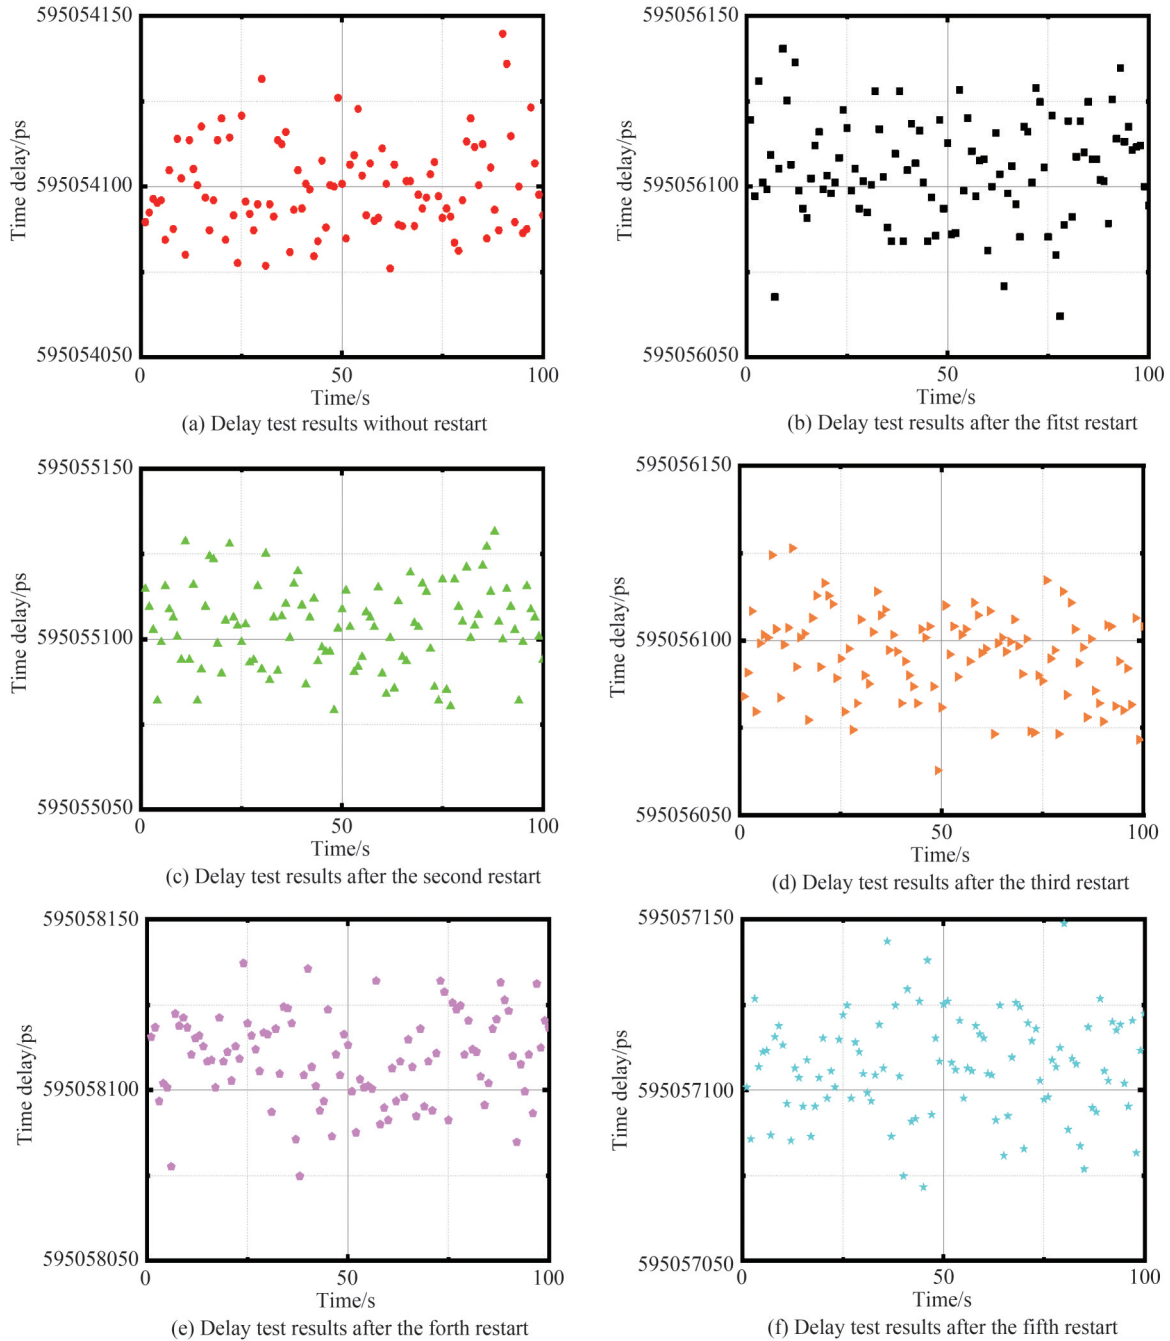 595054150
595054100
595054050
Time delay/ps
0 50 100
Time/s
(a) Delay test results without restart
595056150
595056100
595056050
Time delay/ps
0 50 100
Time/s
(b) Delay test results after the fitst restart
595055150
595055100
595055050
Time delay/ps
0 50 100
Time/s
(c) Delay test results after the second restart
595056150
595056100
595056050
Time delay/ps
0 50 100
Time/s
(d) Delay test results after the third restart
595058150
595058100
595058050
Time delay/ps
0 50 100
Time/s
(e) Delay test results after the forth restart
595057150
595057100
595057050
Time delay/ps
0 50 100
Time/s
(f) Delay test results after the fifth restart